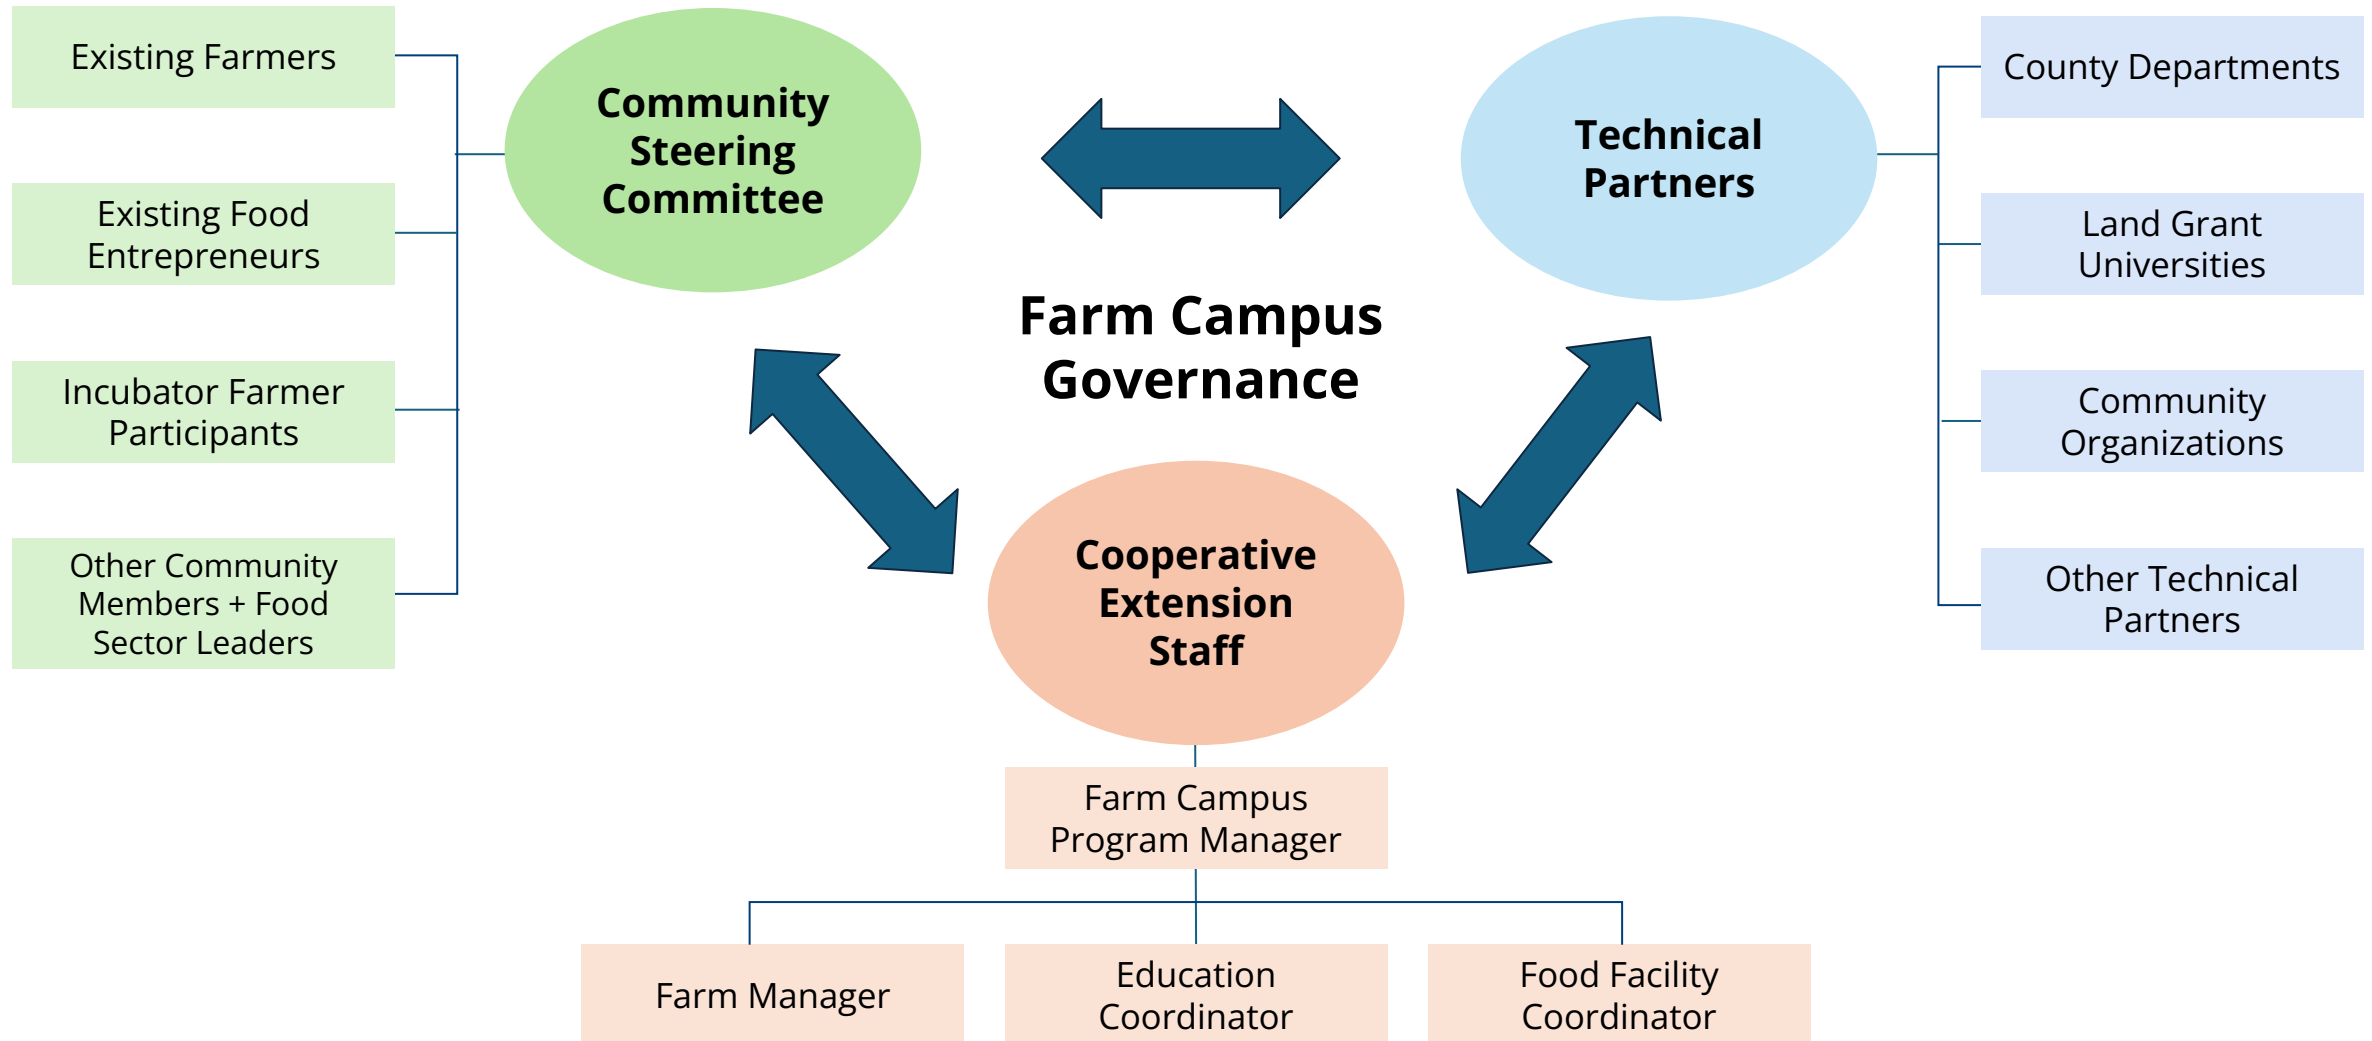 Existing Farmers
Existing Food
Entrepreneurs
Incubator Farmer
Participants
Other Community
Members + Food
Sector Leaders
Community
Steering
Committee
Farm Campus
Governance
Technical
Partners
County Departments
Land Grant
Universities
Community
Organizations
Other Technical
Partners
Cooperative
Extension
Staff
Farm Campus
Program Manager
Farm Manager
Education
Coordinator
Food Facility
Coordinator